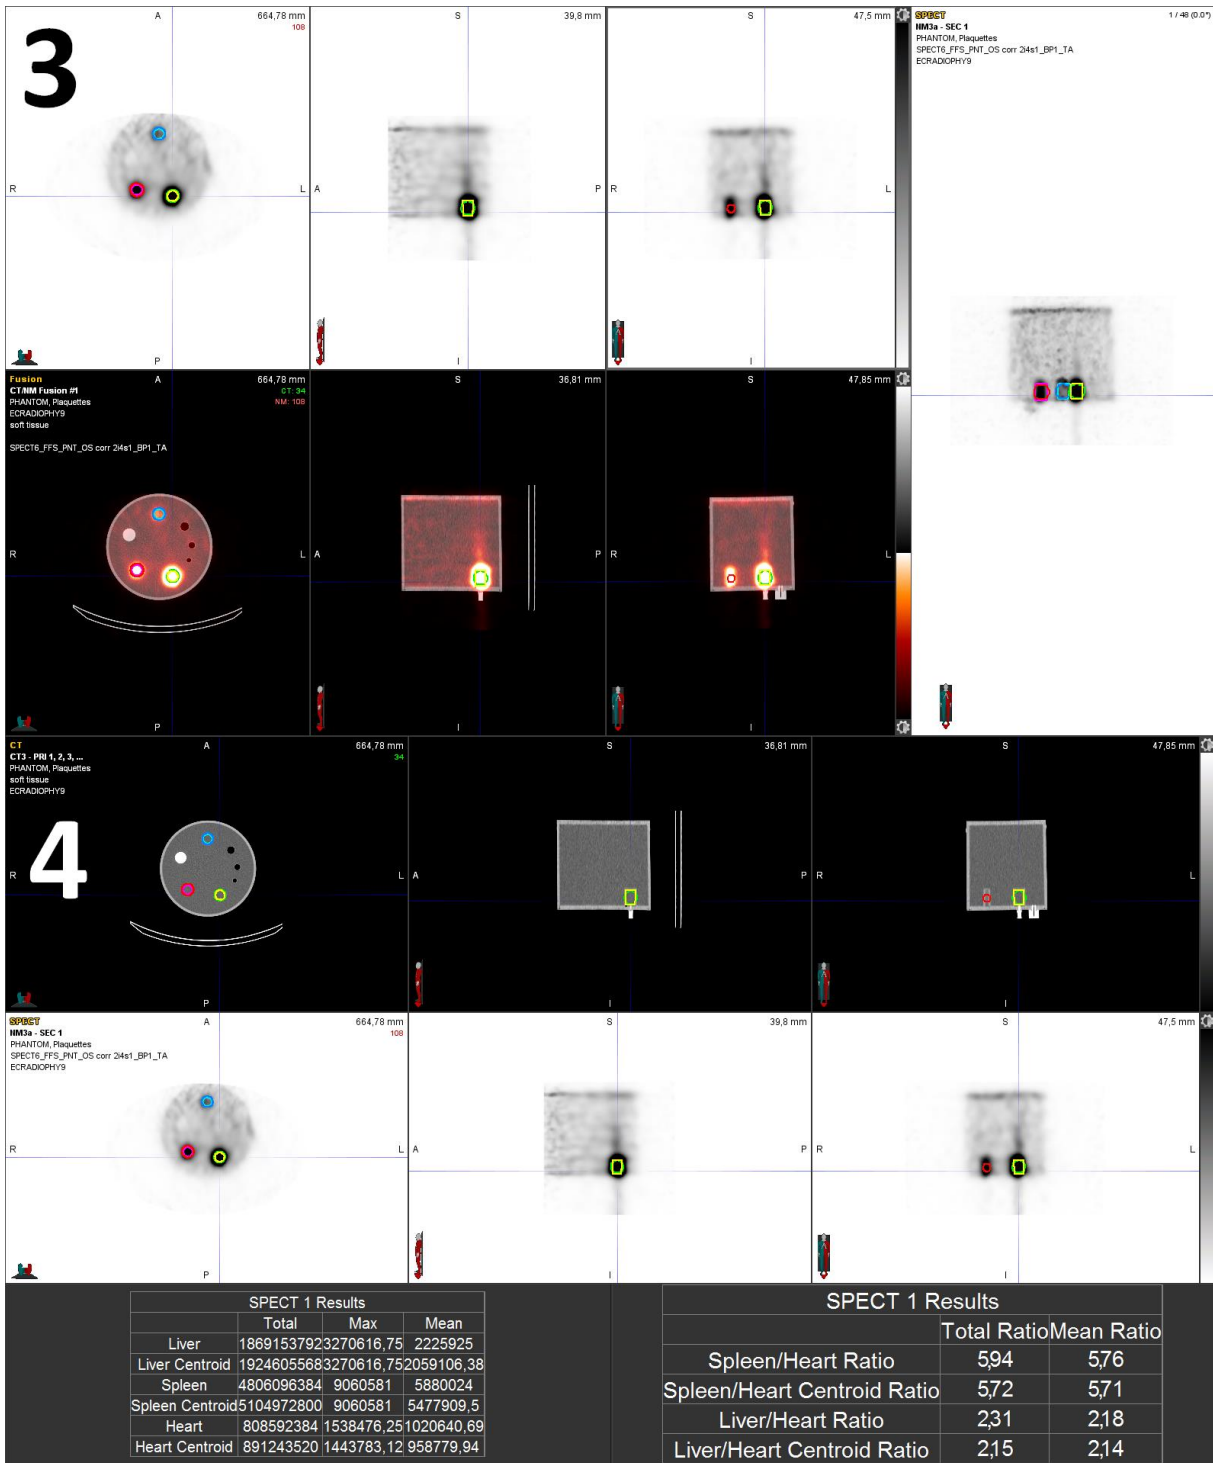 3
A
664,78 mm
108
R
L
P
S
39,8 mm
A
P
I
S
47,5 mm
R
L
I
SPECT
NM3a - SEC 1
PHANTOM, Plaquettes
SPECT6_FFS_PNT_OS corr 2i4s1_BP1_TA
ECRADIOPHY9
1 / 48 (0.0°)
Fusion
CT/NM Fusion #1
PHANTOM, Plaquettes
ECRADIOPHY9
soft tissue
SPECT6_FFS_PNT_OS corr 2i4s1_BP1_TA
A
664,78 mm
CT: 34
NM: 108
R
L
P
S
36,81 mm
A
P
I
S
47,85 mm
R
L
I
CT
CT3 - PRI 1, 2, 3, ...
PHANTOM, Plaquettes
soft tissue
ECRADIOPHY9
A
664,78 mm
34
4
R
L
P
S
36,81 mm
A
P
I
S
47,85 mm
R
L
I
SPECT
NM3a - SEC 1
PHANTOM, Plaquettes
SPECT6_FFS_PNT_OS corr 2i4s1_BP1_TA
ECRADIOPHY9
A
664,78 mm
108
R
L
P
S
39,8 mm
A
P
I
S
47,5 mm
R
L
I
SPECT 1 Results
Total Max Mean
Liver 1869153792 3270616,75 2225925
Liver Centroid 1924605568 3270616,75 2059106,38
Spleen 4806096384 9060581 5880024
Spleen Centroid 5104972800 9060581 5477909,5
Heart 808592384 1538476,25 1020640,69
Heart Centroid 891243520 1443783,12 958779,94
SPECT 1 Results
Total Ratio Mean Ratio
Spleen/Heart Ratio 5,94 5,76
Spleen/Heart Centroid Ratio 5,72 5,71
Liver/Heart Ratio 2,31 2,18
Liver/Heart Centroid Ratio 2,15 2,14